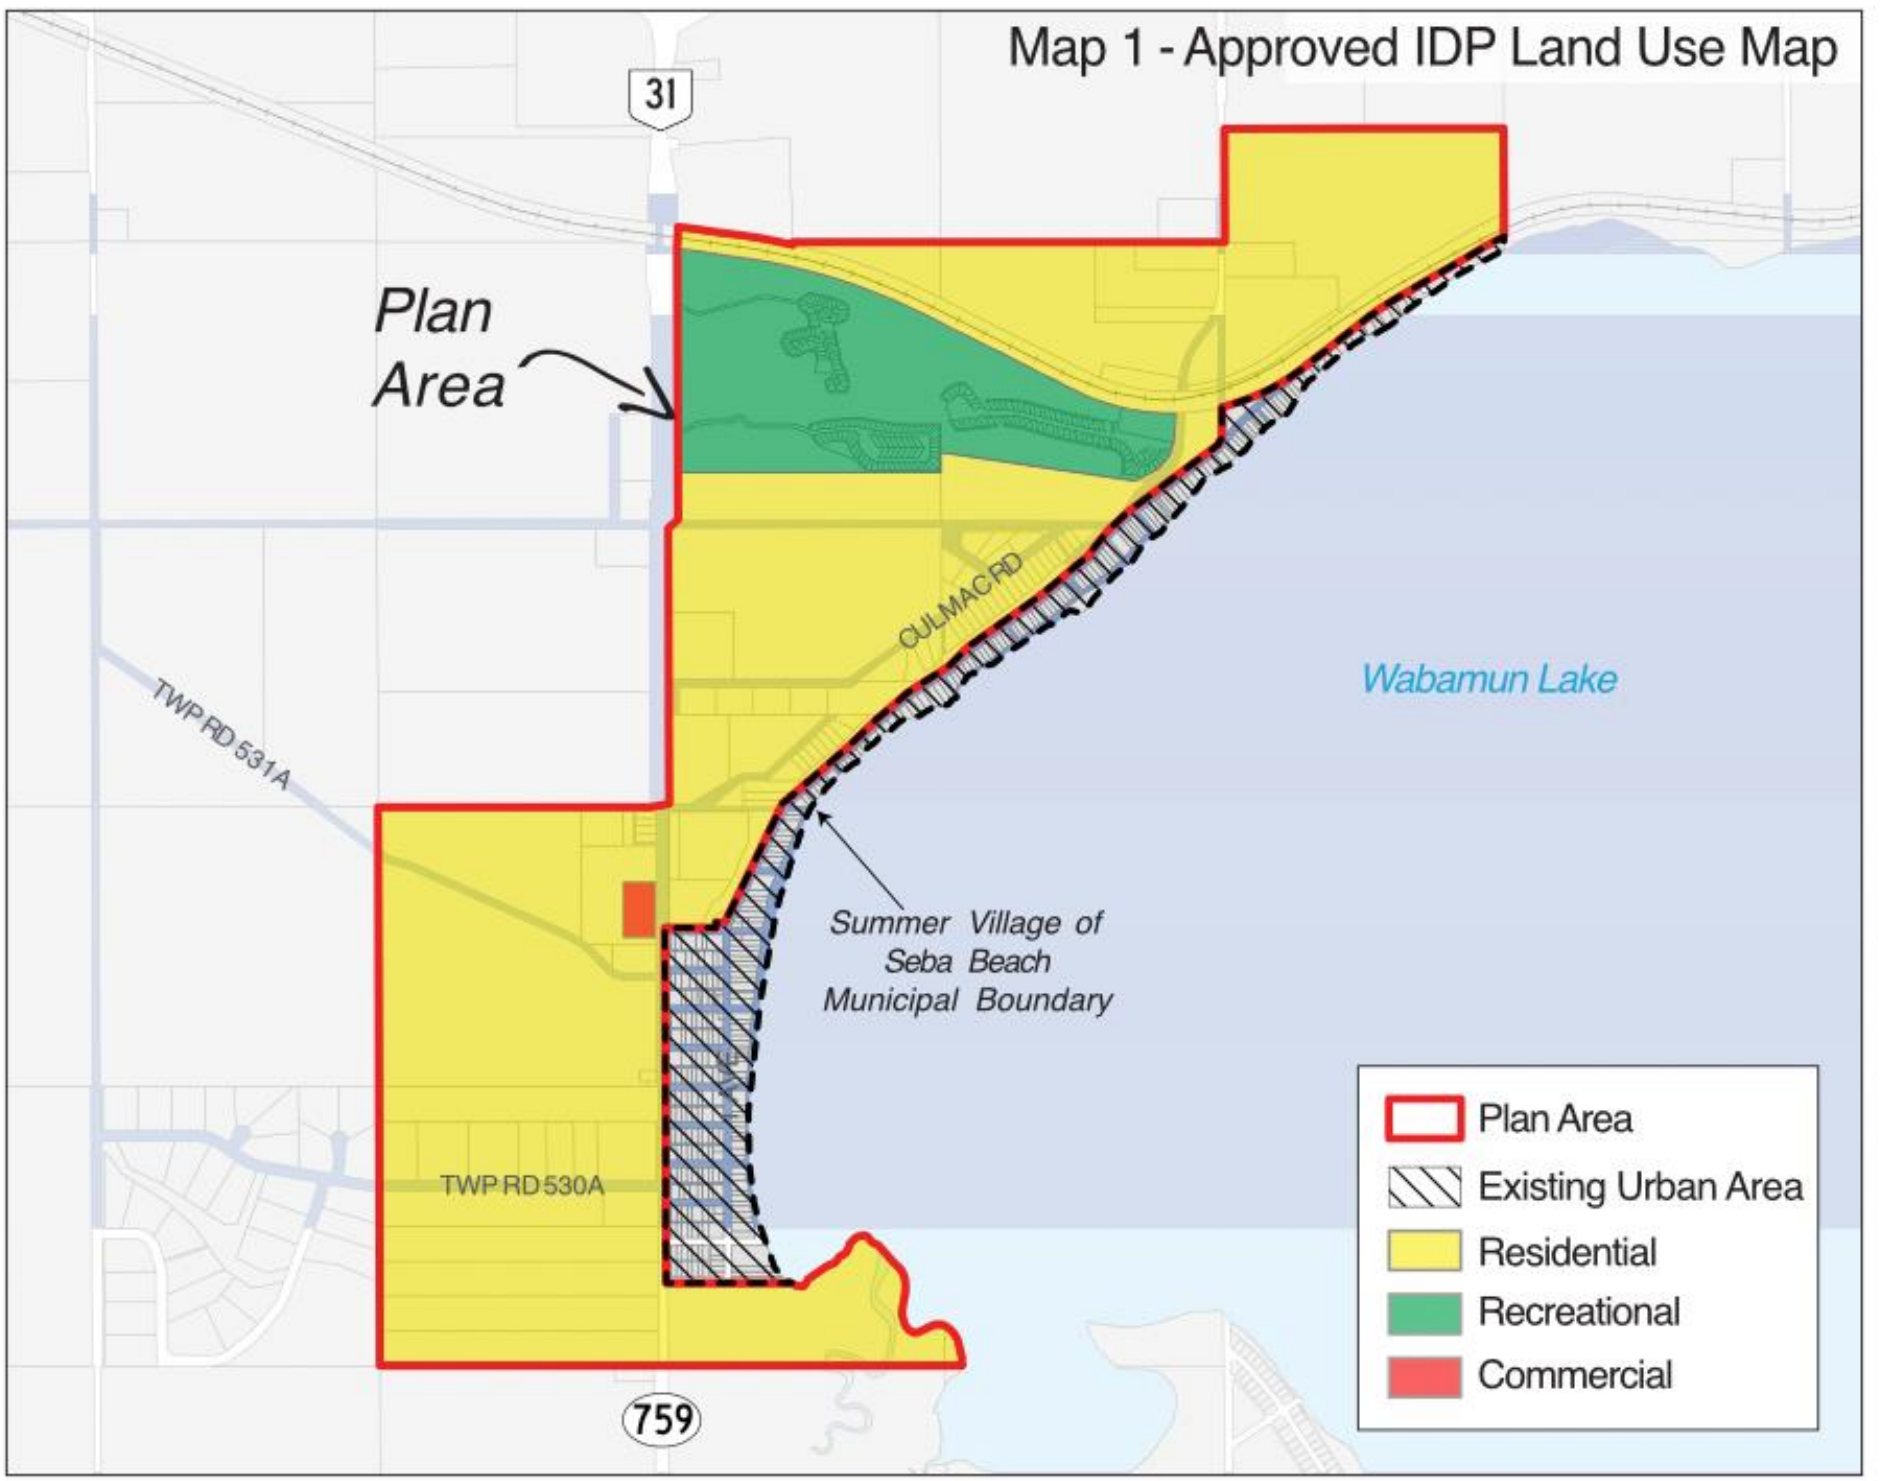 Map 1 - Approved IDP Land Use Map
31
Plan
Area
CULMAC RD
Wabamun Lake
TWP RD 531A
Summer Village of
Seba Beach
Municipal Boundary
TWP RD 530A
759
Plan Area
Existing Urban Area
Residential
Recreational
Commercial